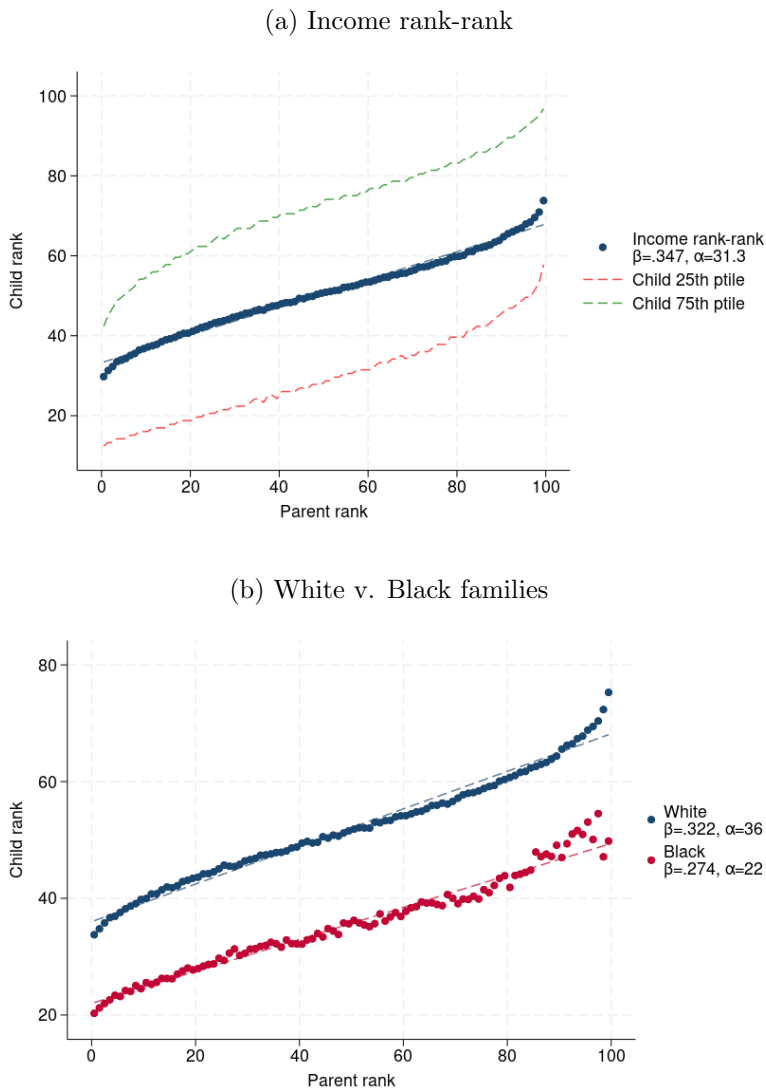 (a) Income rank-rank
100
80
60
40
20
Child rank
0 20 40 60 80 100
Parent rank
Income rank-rank
β=.347, α=31.3
Child 25th ptile
Child 75th ptile
(b) White v. Black families
80
60
40
20
Child rank
0 20 40 60 80 100
Parent rank
White
β=.322, α=36
Black
β=.274, α=22